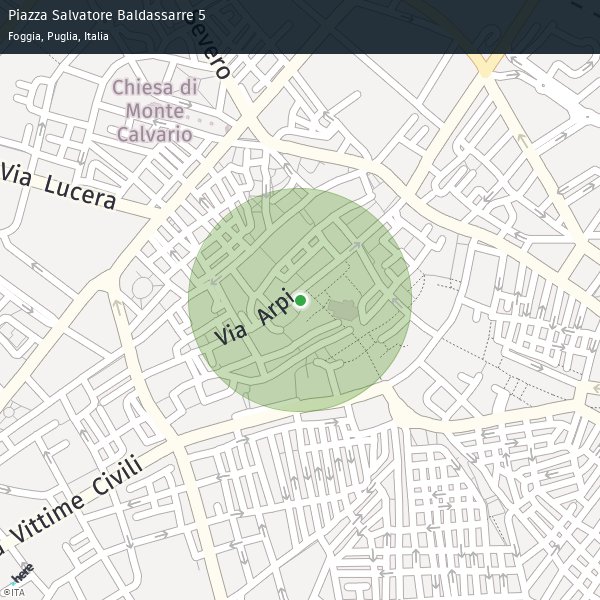 Piazza Salvatore Baldassarre 5
Foggia, Puglia, Italia
evero
Chiesa di
Monte
Calvario
Via Lucera
Via Arpi
a Vittime Civili
here
©ITA